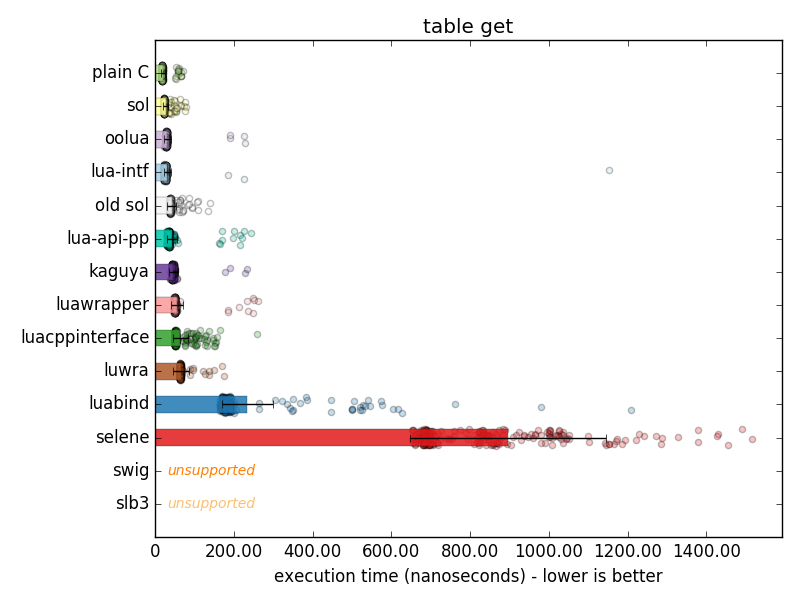 table get
plain C
sol
oolua
lua-intf
old sol
lua-api-pp
kaguya
luawrapper
luacppinterface
luwra
luabind
selene
swig unsupported
slb3 unsupported
0 200.00 400.00 600.00 800.00 1000.00 1200.00 1400.00
execution time (nanoseconds) - lower is better